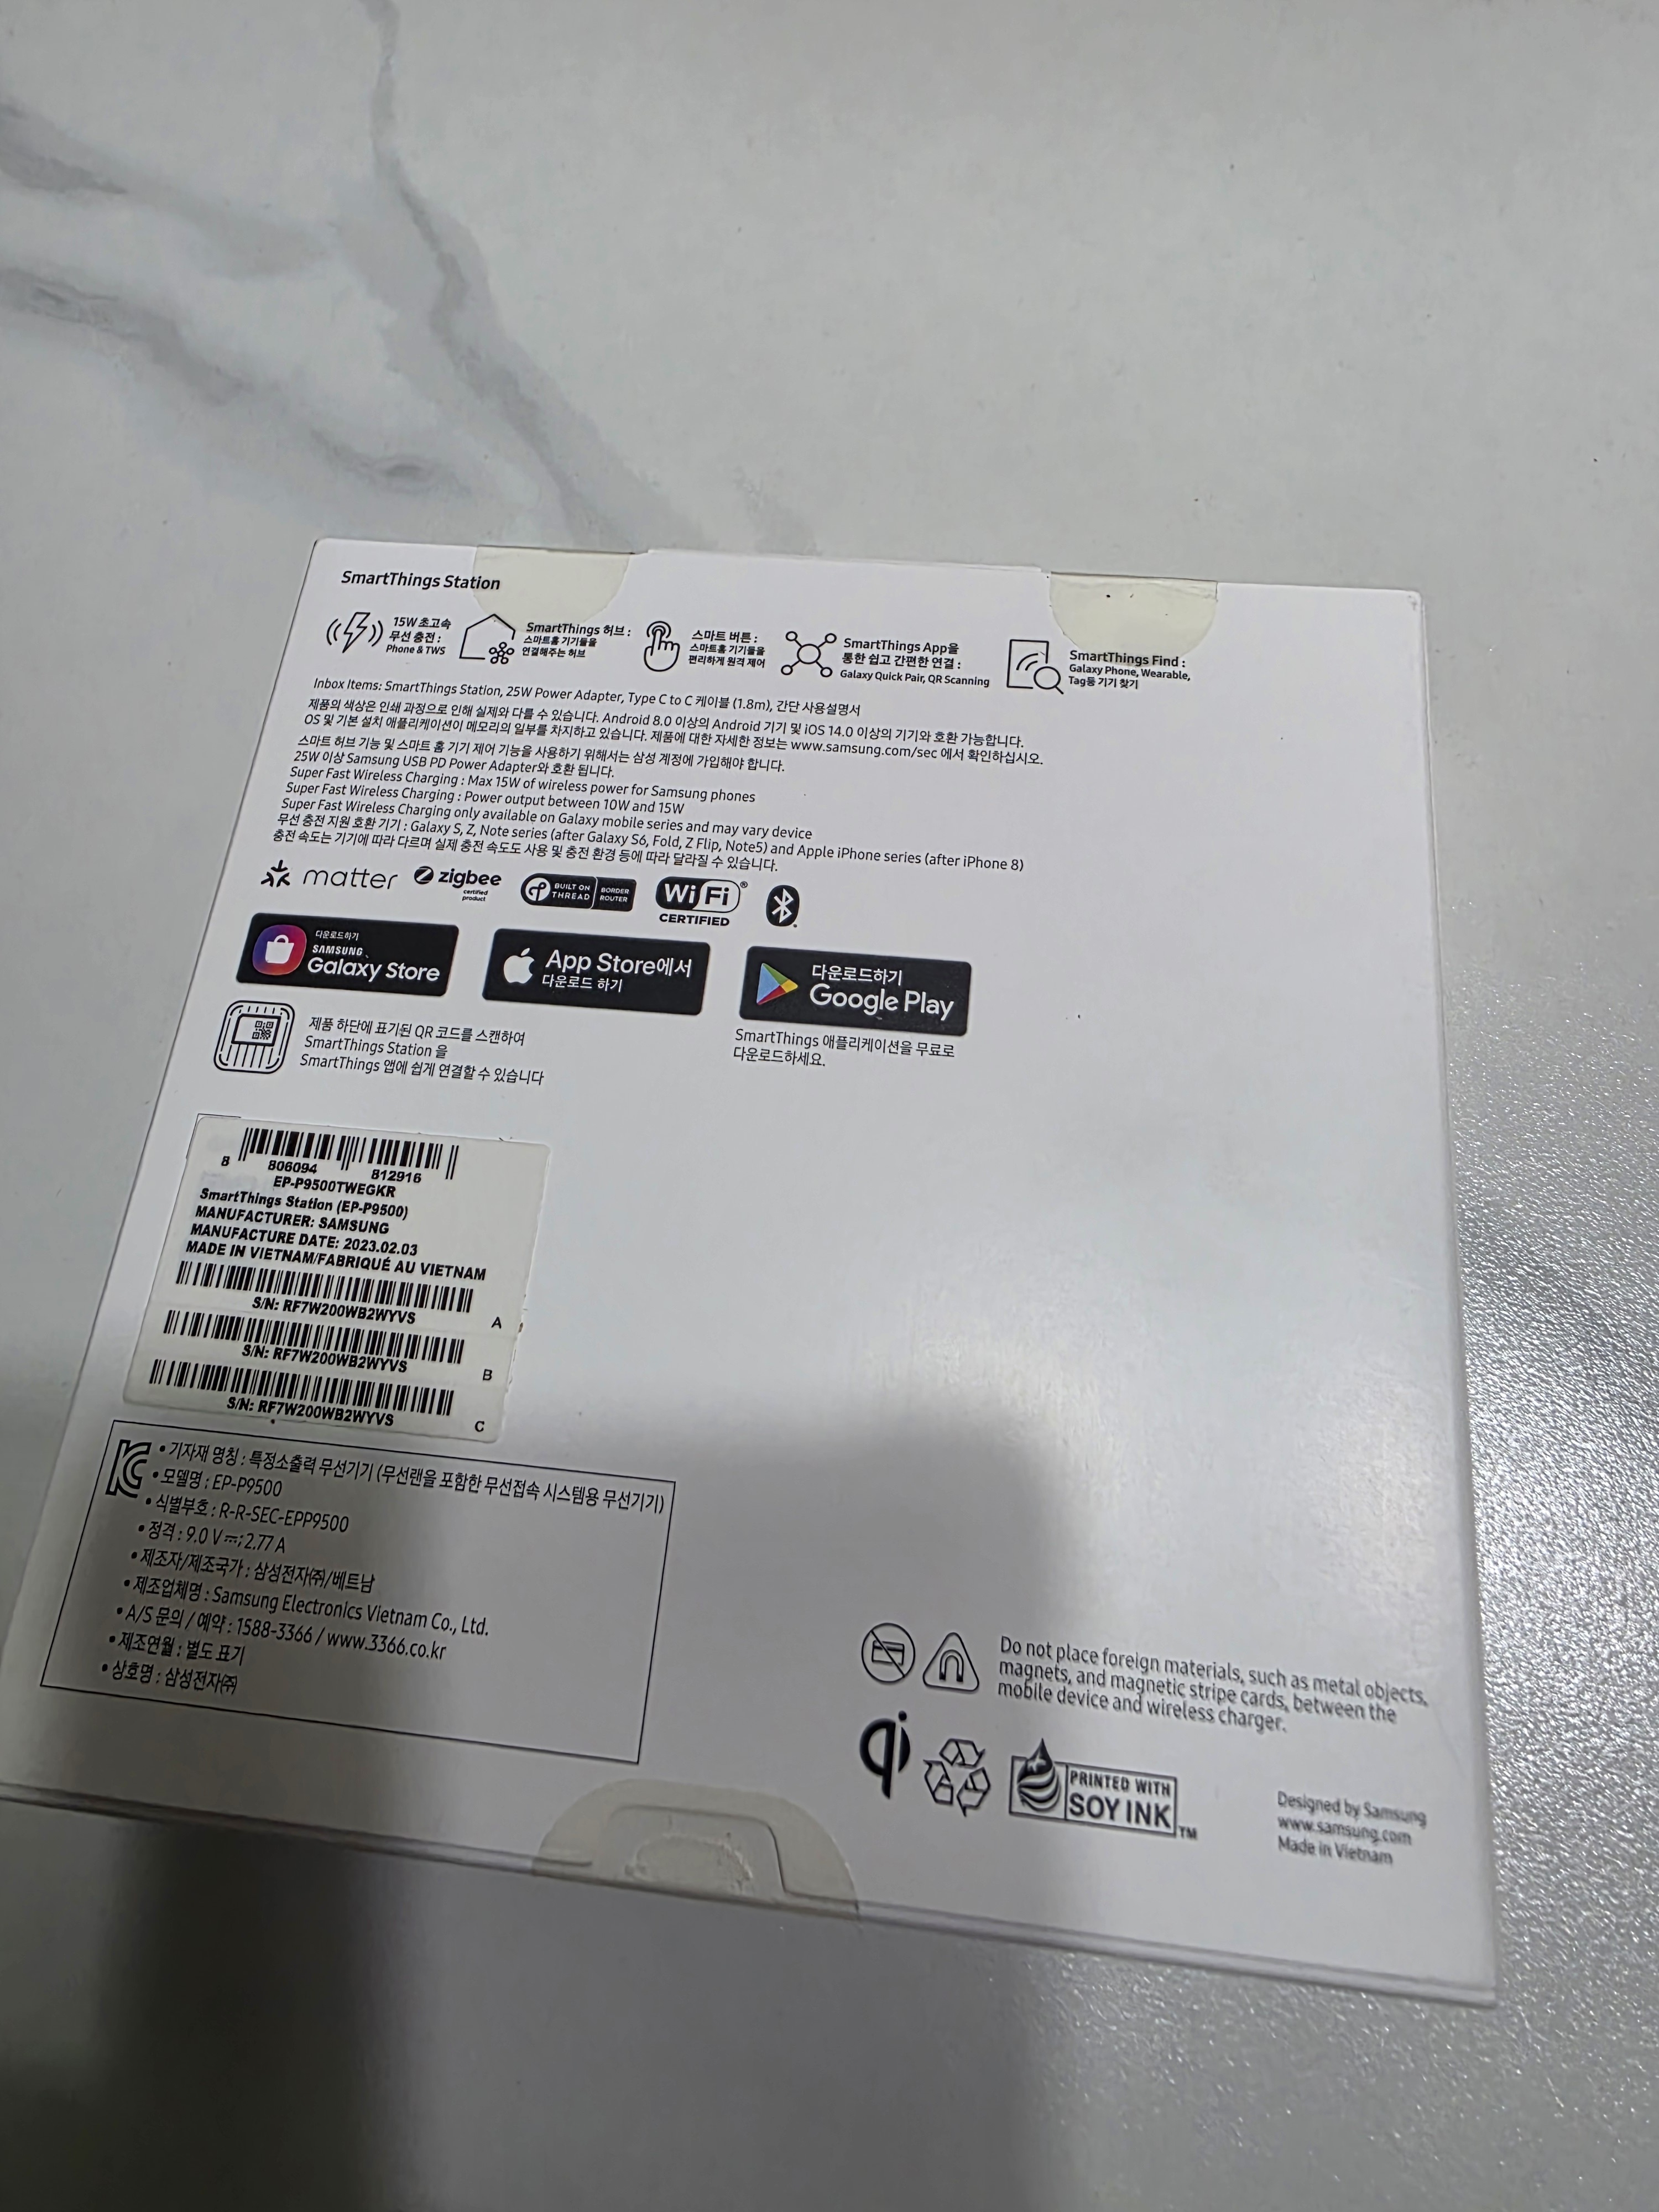 SmartThings Station
15W 초고속
무선 충전 :
Phone & TWS
SmartThings 허브 :
스마트홈 기기들을
연결해주는 허브
스마트 버튼 :
스마트홈 기기들을
편리하게 원격 제어
SmartThings App을
통한 쉽고 간편한 연결 :
Galaxy Quick Pair, QR Scanning
SmartThings Find :
Galaxy Phone, Wearable,
Tag등 기기 찾기
Inbox Items: SmartThings Station, 25W Power Adapter, Type C to C 케이블 (1.8m), 간단 사용설명서
제품의 색상은 인쇄 과정으로 인해 실제와 다를 수 있습니다. Android 8.0 이상의 Android 기기 및 iOS 14.0 이상의 기기와 호환 가능합니다.
OS 및 기본 설치 애플리케이션이 메모리의 일부를 차지하고 있습니다. 제품에 대한 자세한 정보는 www.samsung.com/sec 에서 확인하십시오.
스마트 허브 기능 및 스마트 홈 기기 제어 기능을 사용하기 위해서는 삼성 계정에 가입해야 합니다.
25W 이상 Samsung USB PD Power Adapter와 호환 됩니다.
Super Fast Wireless Charging : Max 15W of wireless power for Samsung phones
Super Fast Wireless Charging : Power output between 10W and 15W
Super Fast Wireless Charging only available on Galaxy mobile series and may vary device
무선 충전 지원 호환 기기 : Galaxy S, Z, Note series (after Galaxy S6, Fold, Z Flip, Note5) and Apple iPhone series (after iPhone 8)
충전 속도는 기기에 따라 다르며 실제 충전 속도도 사용 및 충전 환경 등에 따라 달라질 수 있습니다.
matter
zigbee
certified
product
BUILT ON
THREAD
BORDER
ROUTER
Wi Fi®
CERTIFIED
다운로드하기
SAMSUNG
Galaxy Store
App Store에서
다운로드 하기
다운로드하기
Google Play
제품 하단에 표기된 QR 코드를 스캔하여
SmartThings Station 을
SmartThings 앱에 쉽게 연결할 수 있습니다
SmartThings 애플리케이션을 무료로
다운로드하세요.
8 806094 812916
EP-P9500TWEGKR
SmartThings Station (EP-P9500)
MANUFACTURER: SAMSUNG
MANUFACTURE DATE: 2023.02.03
MADE IN VIETNAM/FABRIQUÉ AU VIETNAM
S/N: RF7W200WB2WYVS A
S/N: RF7W200WB2WYVS B
S/N: RF7W200WB2WYVS C
• 기자재 명칭 : 특정소출력 무선기기 (무선랜을 포함한 무선접속 시스템용 무선기기)
• 모델명 : EP-P9500
• 식별부호 : R-R-SEC-EPP9500
• 정격 : 9.0 V ⎓; 2.77 A
• 제조자/제조국가 : 삼성전자㈜/베트남
• 제조업체명 : Samsung Electronics Vietnam Co., Ltd.
• A/S 문의 / 예약 : 1588-3366 / www.3366.co.kr
• 제조연월 : 별도 표기
• 상호명 : 삼성전자㈜
Do not place foreign materials, such as metal objects,
magnets, and magnetic stripe cards, between the
mobile device and wireless charger.
qi
PRINTED WITH
SOY INK™
Designed by Samsung
www.samsung.com
Made in Vietnam